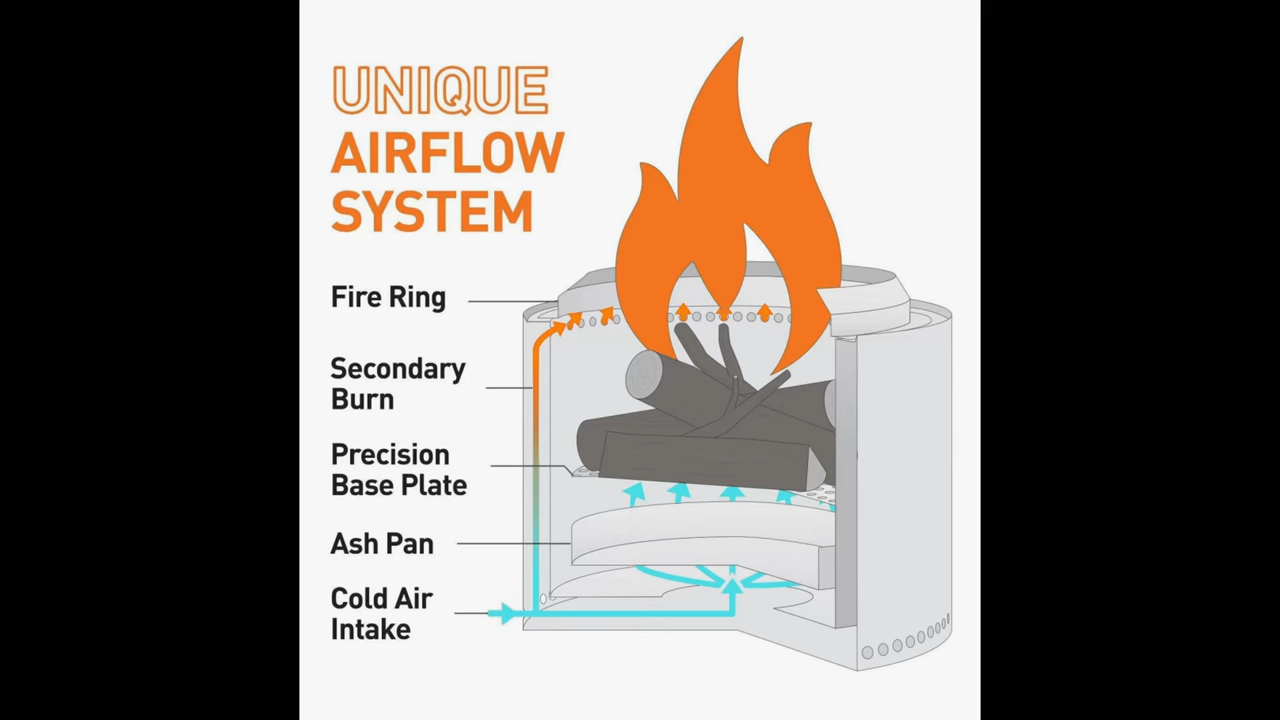 UNIQUE
AIRFLOW
SYSTEM
Fire Ring
Secondary
Burn
Precision
Base Plate
Ash Pan
Cold Air
Intake